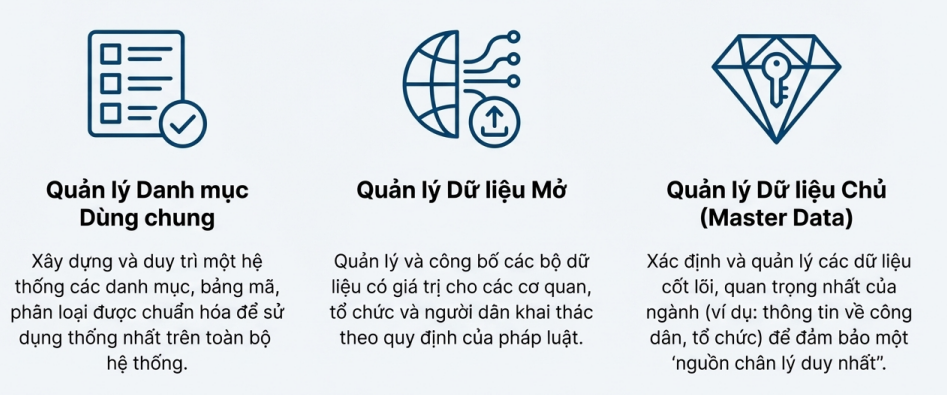 Quản lý Danh mục
Dùng chung
Xây dựng và duy trì một hệ
thống các danh mục, bảng mã,
phân loại được chuẩn hóa để sử
dụng thống nhất trên toàn bộ
hệ thống.
Quản lý Dữ liệu Mở
Quản lý và công bố các bộ dữ
liệu có giá trị cho các cơ quan,
tổ chức và người dân khai thác
theo quy định của pháp luật.
Quản lý Dữ liệu Chủ
(Master Data)
Xác định và quản lý các dữ liệu
cốt lõi, quan trọng nhất của
ngành (ví dụ: thông tin về công
dân, tổ chức) để đảm bảo một
‘nguồn chân lý duy nhất”.